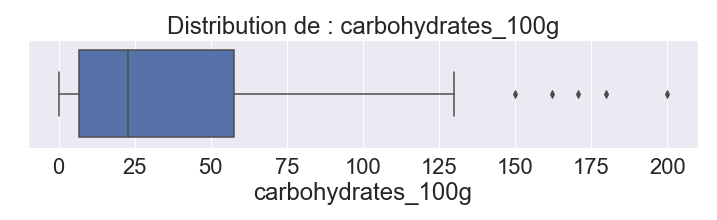 Distribution de : carbohydrates_100g
0 25 50 75 100 125 150 175 200
carbohydrates_100g